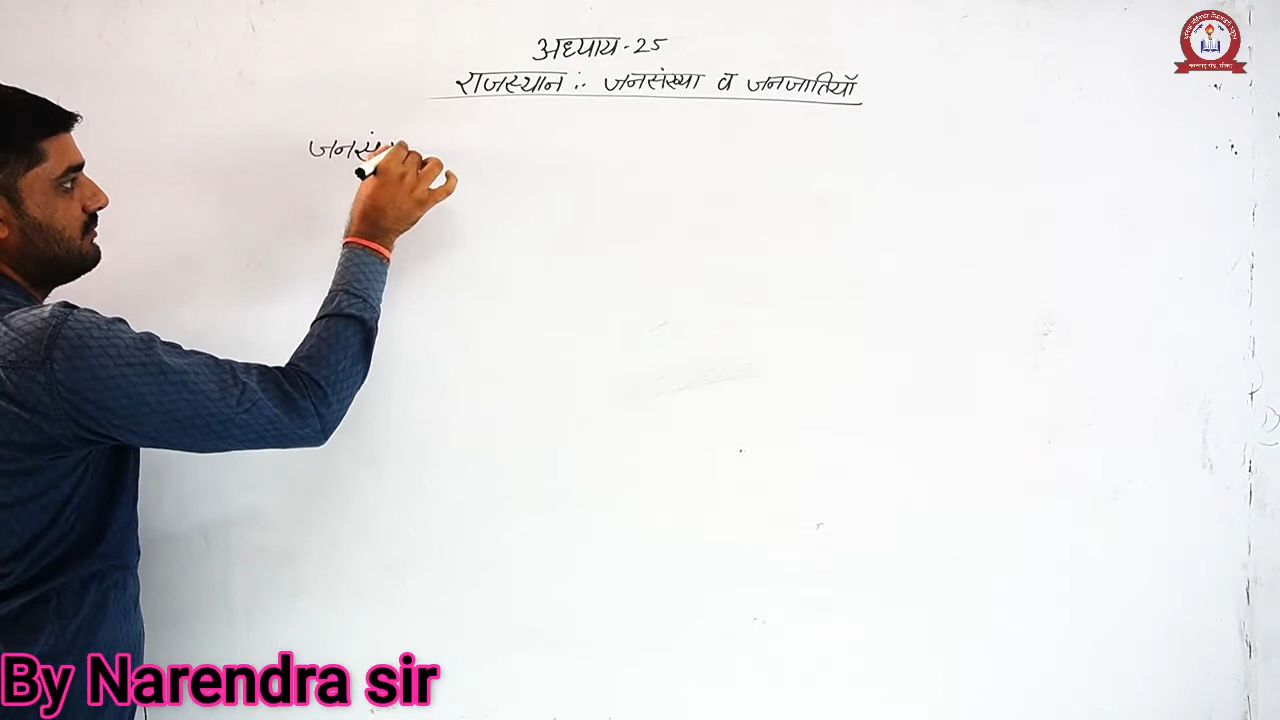 अध्याय-25
राजस्थान :- जनसंख्या व जनजातियाँ
By Narendra sir